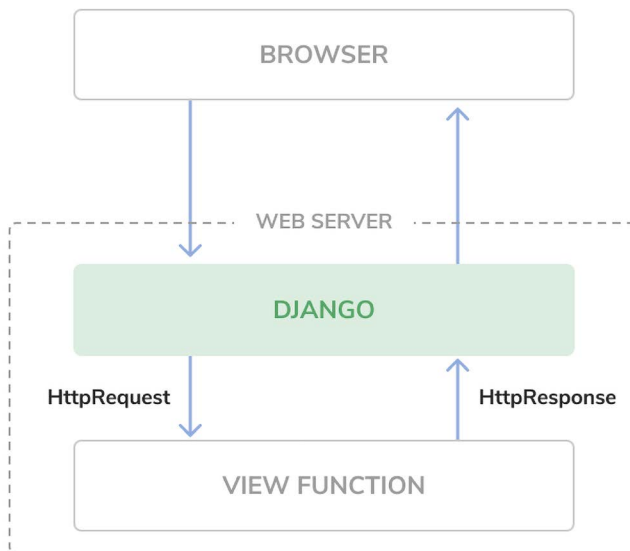 BROWSER
WEB SERVER
DJANGO
HttpRequest
HttpResponse
VIEW FUNCTION